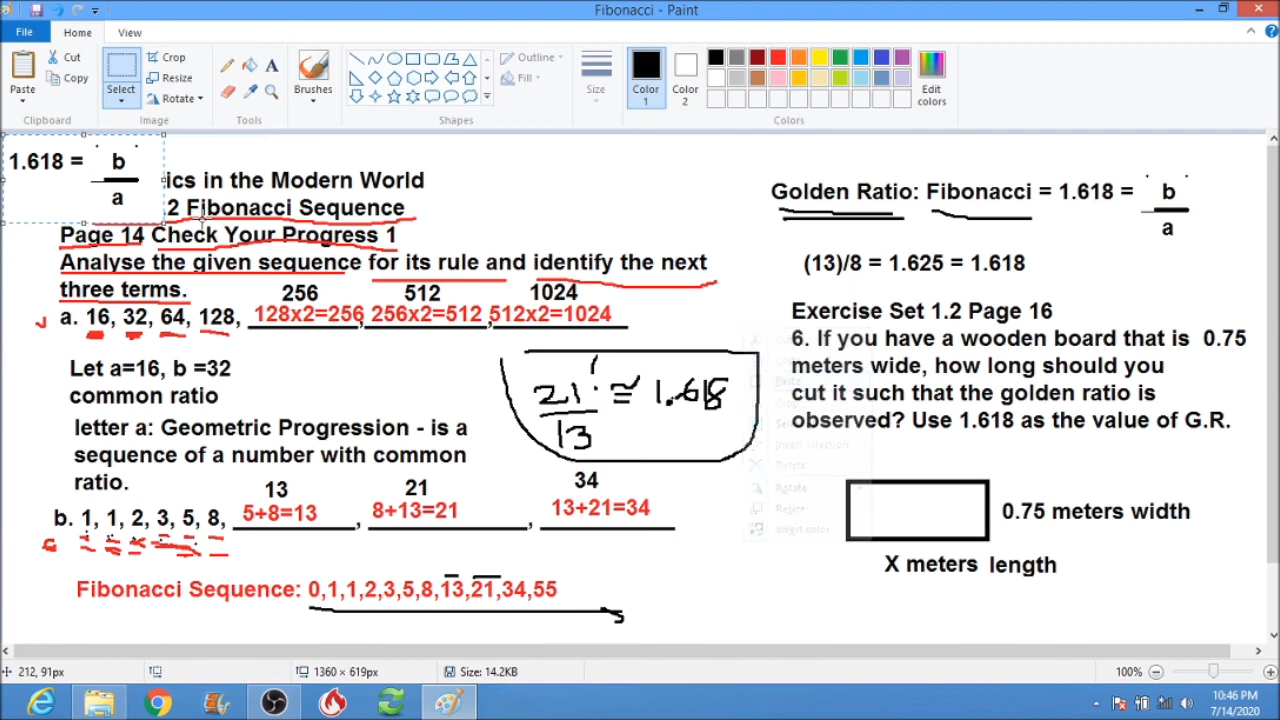 Fibonacci - Paint
File
Home
View
Paste
Cut
Copy
Clipboard
Select
Crop
Resize
Rotate
Image
Tools
Brushes
Shapes
Outline
Fill
Size
Color 1
Color 2
Edit colors
Colors
1.618 = b
a
ics in the Modern World
2 Fibonacci Sequence
Page 14 Check Your Progress 1
Analyse the given sequence for its rule and identify the next
three terms.
256 512 1024
a. 16, 32, 64, 128, 128x2=256, 256x2=512, 512x2=1024
Let a=16, b =32
common ratio
letter a: Geometric Progression - is a
sequence of a number with common
ratio.
13 21 34
b. 1, 1, 2, 3, 5, 8, 5+8=13, 8+13=21, 13+21=34
Fibonacci Sequence: 0,1,1,2,3,5,8,13,21,34,55
21 ≅ 1.618
13
Golden Ratio: Fibonacci = 1.618 = b
a
(13)/8 = 1.625 = 1.618
Exercise Set 1.2 Page 16
6. If you have a wooden board that is 0.75
meters wide, how long should you
cut it such that the golden ratio is
observed? Use 1.618 as the value of G.R.
Paste
Invert selection
Delete
Rotate
Resize
Invert color
0.75 meters width
X meters length
212, 91px
1360 × 619px
Size: 14.2KB
100%
10:46 PM
7/14/2020